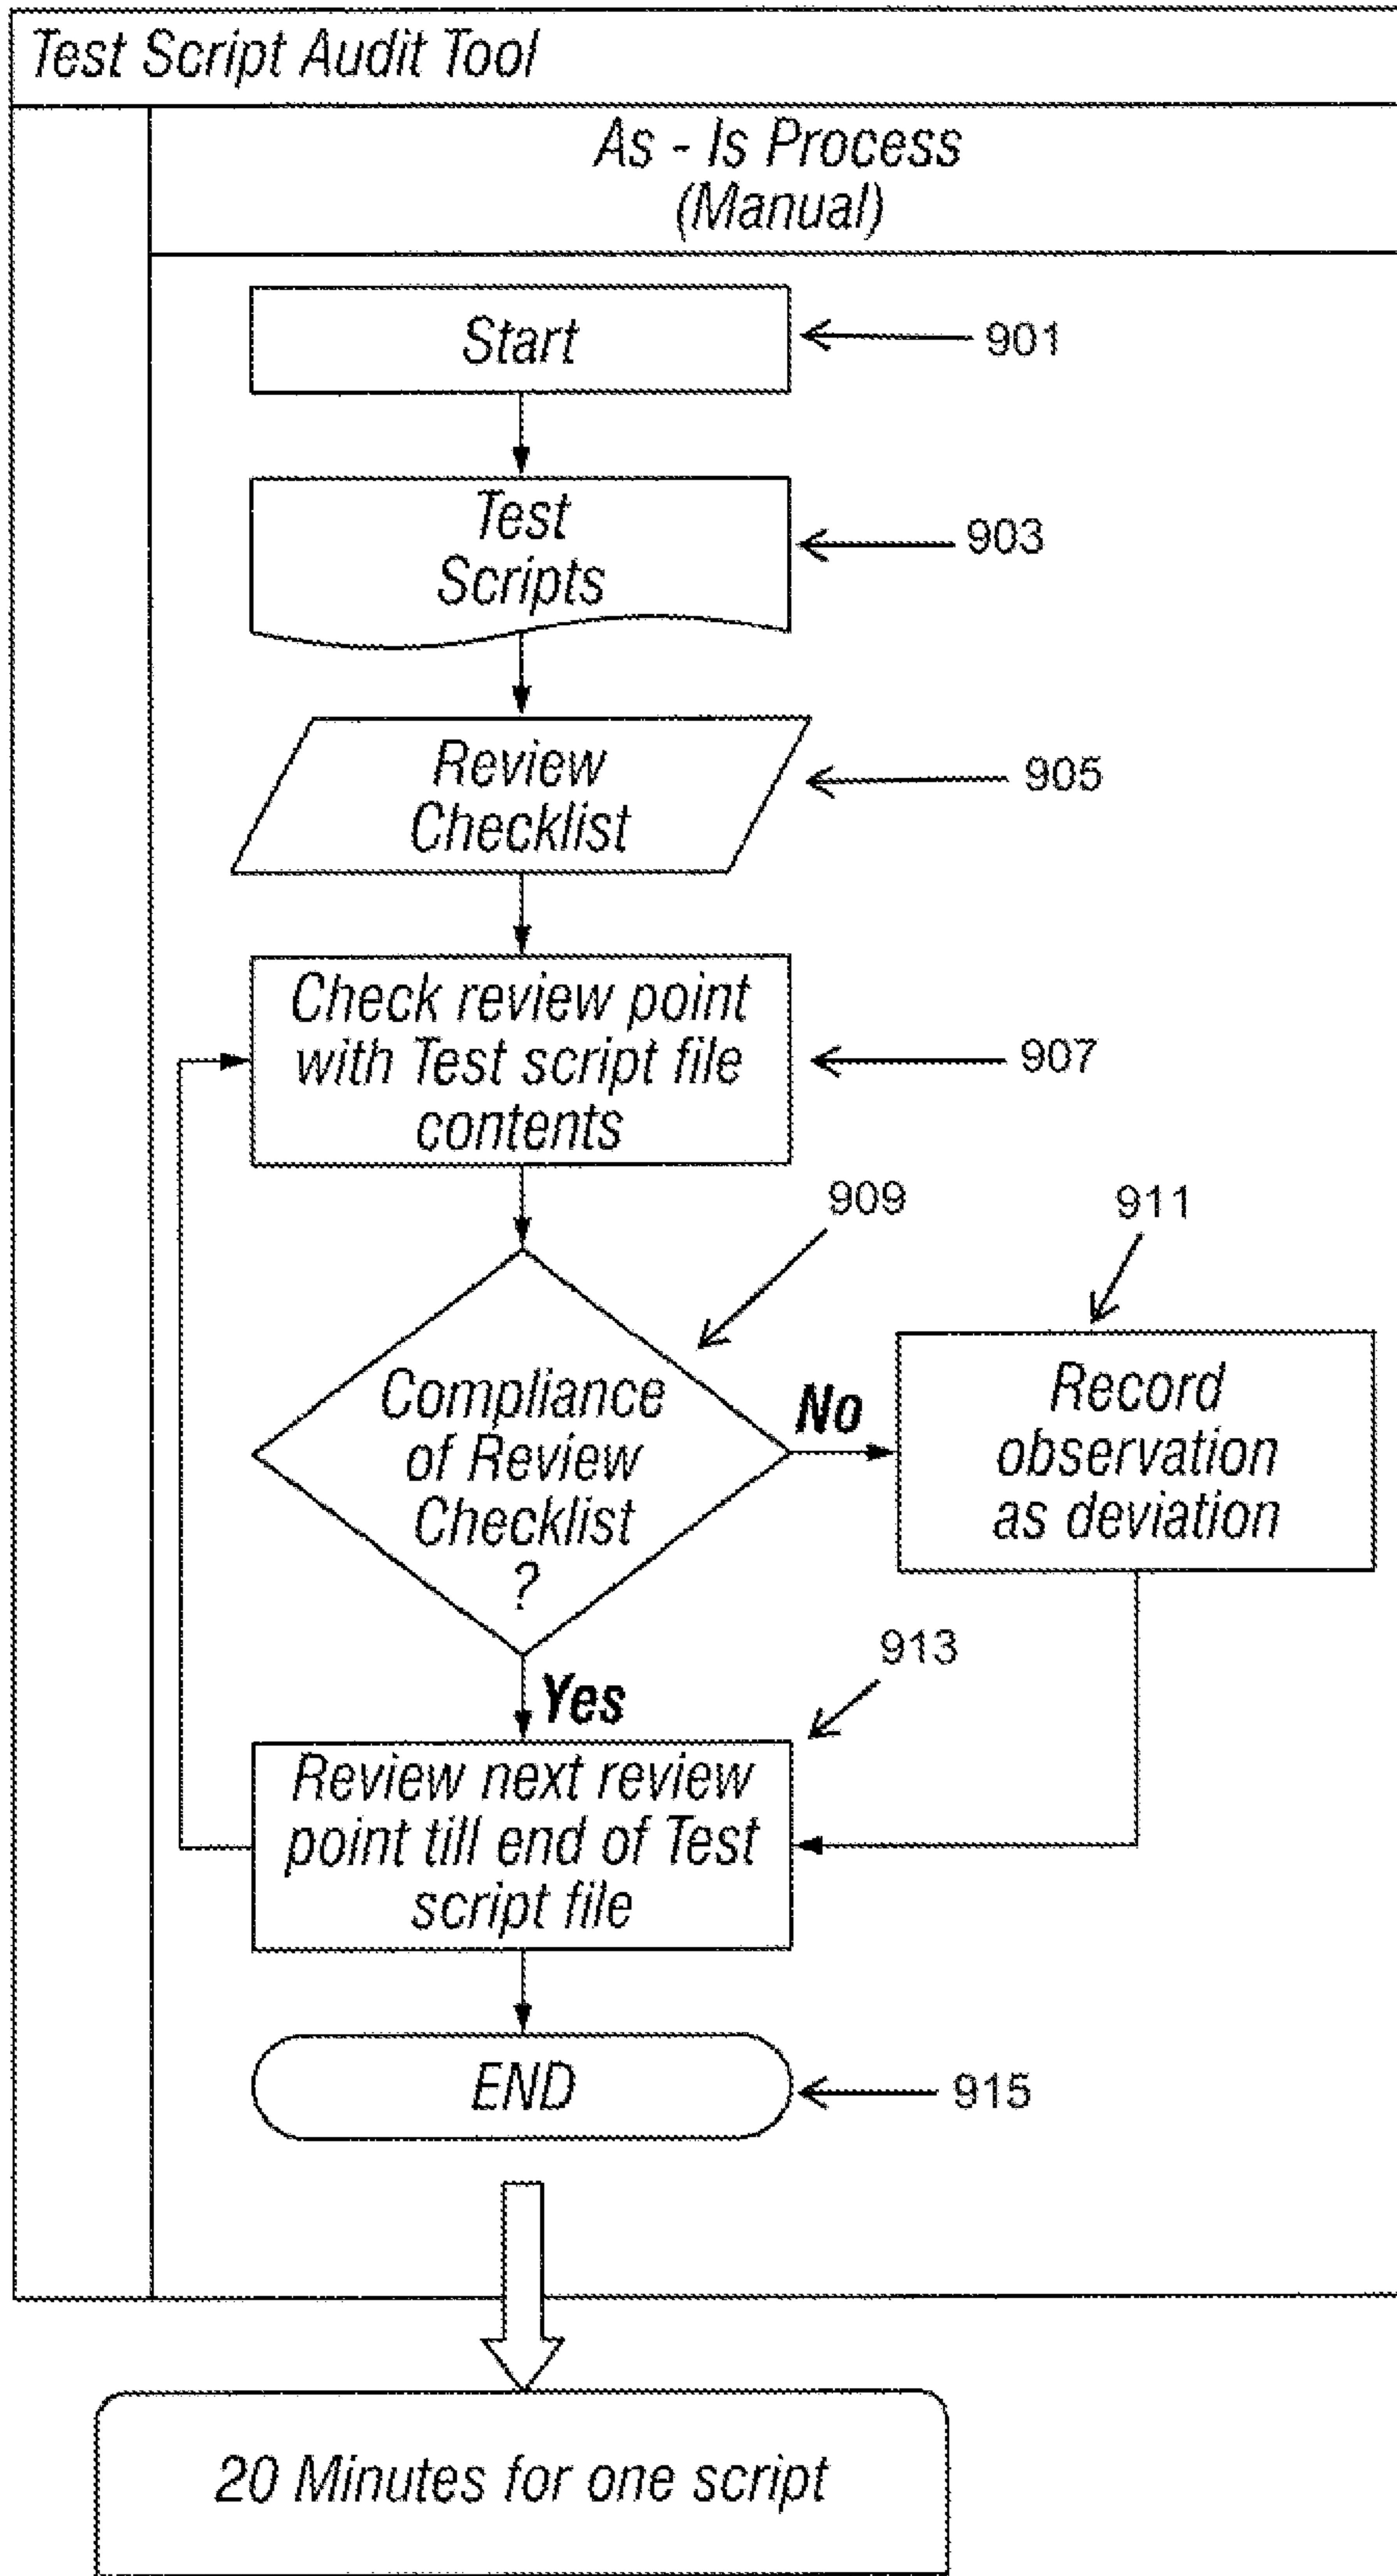 Test Script Audit Tool
As - Is Process
(Manual)
Start
901
Test
Scripts
903
Review
Checklist
905
Check review point
with Test script file
contents
907
909
911
Compliance
of Review
Checklist
?
No
Record
observation
as deviation
Yes
913
Review next review
point till end of Test
script file
END
915
20 Minutes for one script